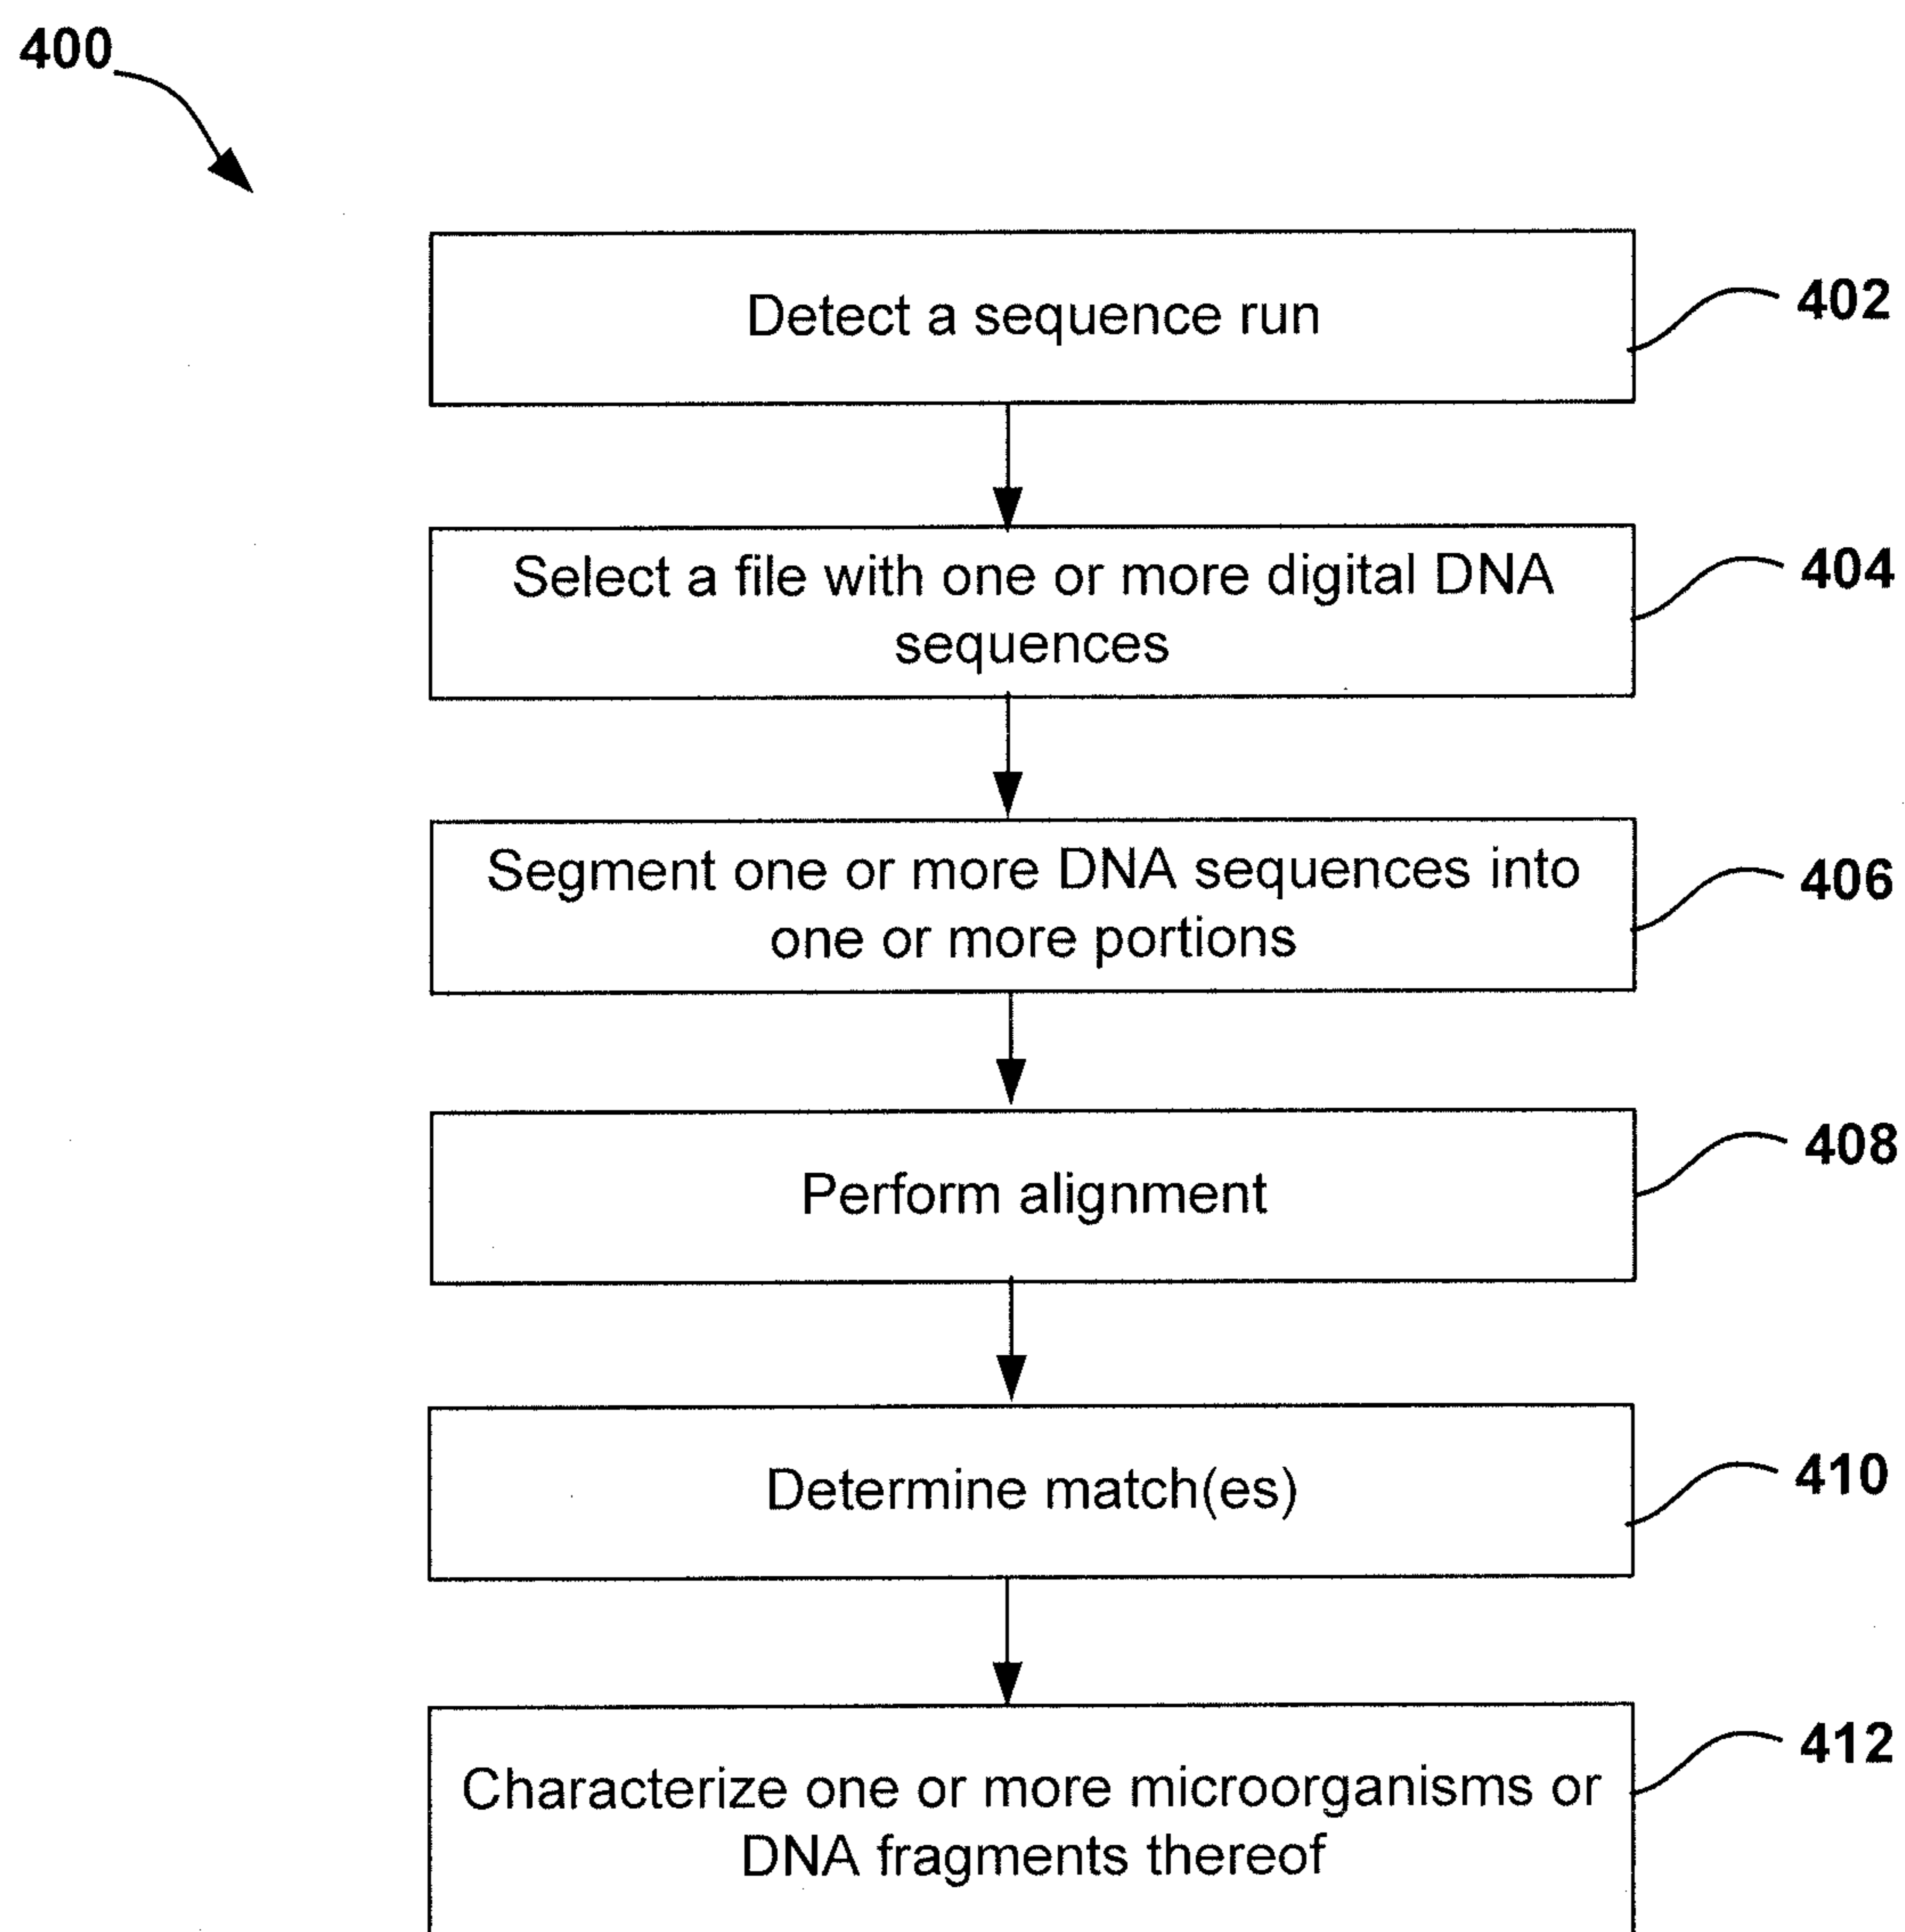 400
Detect a sequence run
402
Select a file with one or more digital DNA
sequences
404
Segment one or more DNA sequences into
one or more portions
406
Perform alignment
408
Determine match(es)
410
Characterize one or more microorganisms or
DNA fragments thereof
412